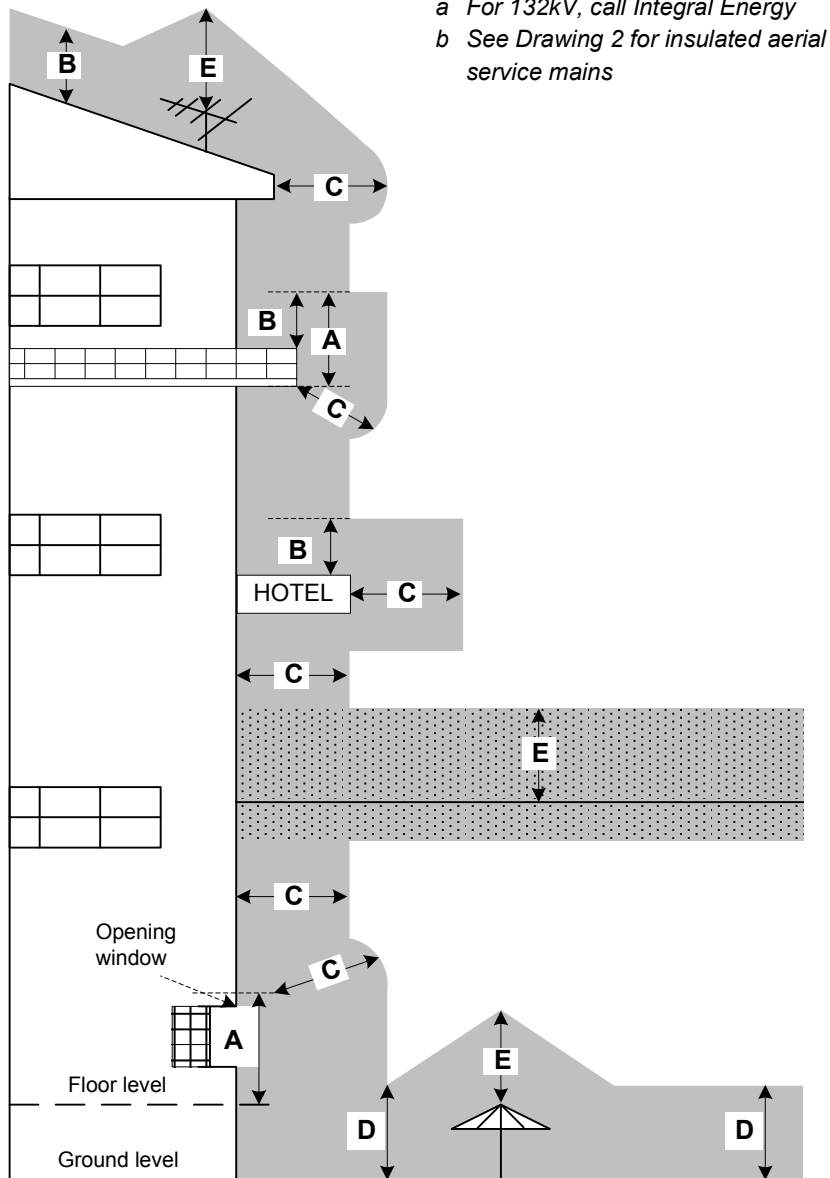 a For 132kV, call Integral Energy
b See Drawing 2 for insulated aerial
service mains
B
E
C
B
A
C
B
HOTEL
C
C
E
C
Opening
window
C
A
E
Floor level
D
D
Ground level